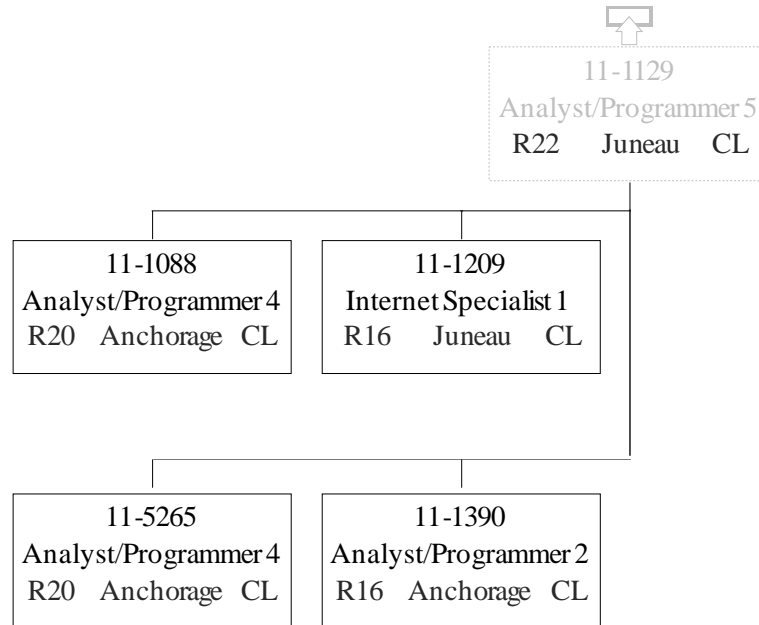 11-1129
Analyst/Programmer 5
R22 Juneau CL
11-1088
Analyst/Programmer 4
R20 Anchorage CL
11-1209
Internet Specialist 1
R16 Juneau CL
11-5265
Analyst/Programmer 4
R20 Anchorage CL
11-1390
Analyst/Programmer 2
R16 Anchorage CL